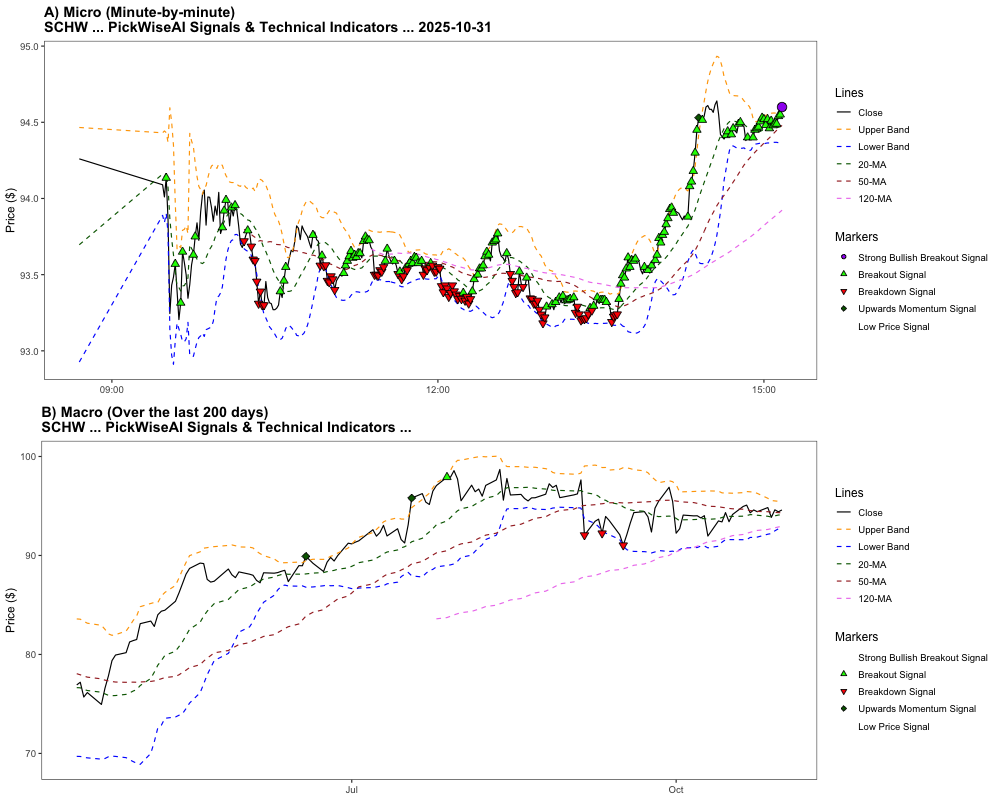 A) Micro (Minute-by-minute)
SCHW ... PickWiseAI Signals & Technical Indicators ... 2025-10-31
95.0
94.5
94.0
93.5
93.0
Price ($)
09:00
12:00
15:00
Lines
Close
Upper Band
Lower Band
20-MA
50-MA
120-MA
Markers
Strong Bullish Breakout Signal
Breakout Signal
Breakdown Signal
Upwards Momentum Signal
Low Price Signal
B) Macro (Over the last 200 days)
SCHW ... PickWiseAI Signals & Technical Indicators ...
100
90
80
70
Price ($)
Jul
Oct
Lines
Close
Upper Band
Lower Band
20-MA
50-MA
120-MA
Markers
Strong Bullish Breakout Signal
Breakout Signal
Breakdown Signal
Upwards Momentum Signal
Low Price Signal